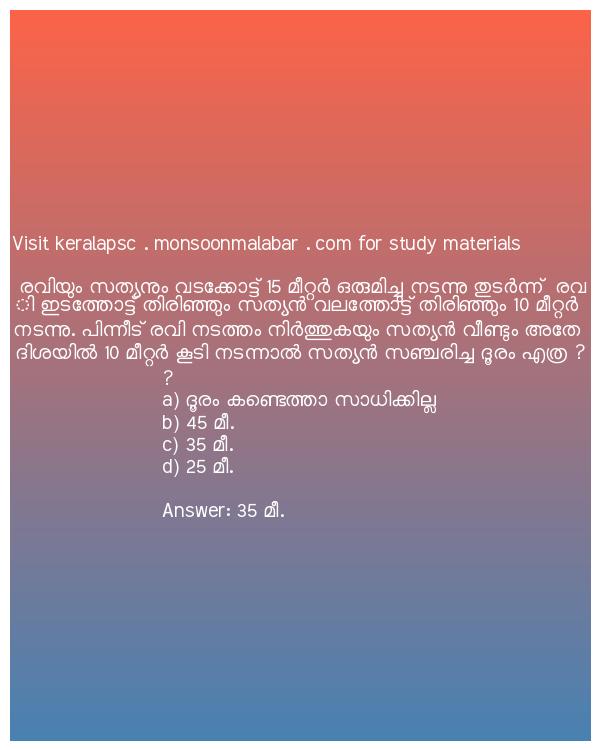 Visit keralapsc . monsoonmalabar . com for study materials
രവിയും സത്യനും വടക്കോട്ട് 15 മീറ്റർ ഒരുമിച്ചു നടന്നു തുടർന്ന് രവ
ി ഇടത്തോട്ട് തിരിഞ്ഞും സത്യൻ വലത്തോട്ട് തിരിഞ്ഞും 10 മീറ്റർ
നടന്നു. പിന്നീട് രവി നടത്തം നിർത്തുകയും സത്യൻ വീണ്ടും അതേ
ദിശയിൽ 10 മീറ്റർ കൂടി നടന്നാൽ സത്യൻ സഞ്ചരിച്ച ദൂരം എത്ര ?
?
a) ദൂരം കണ്ടെത്താ സാധിക്കില്ല
b) 45 മീ.
c) 35 മീ.
d) 25 മീ.
Answer: 35 മീ.